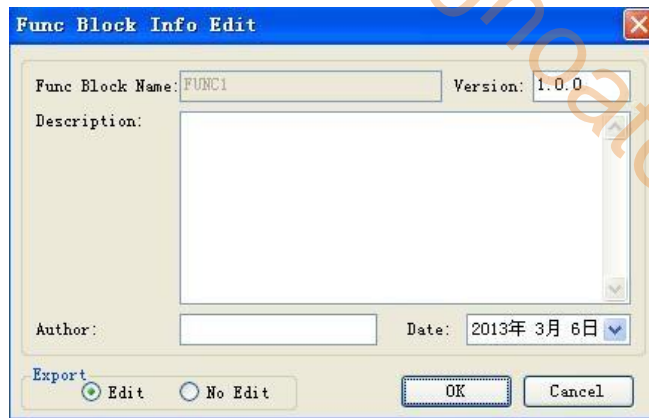 Func Block Info Edit
Func Block Name: FUNC1 Version: 1.0.0
Description:
Author: Date: 2013年 3月 6日
Export
Edit No Edit OK Cancel